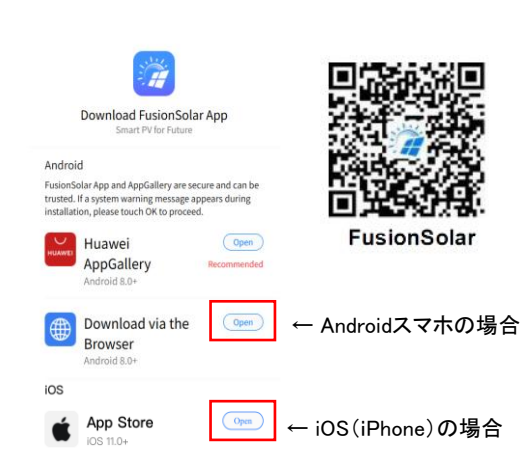 Download FusionSolar App
Smart PV for Future
FusionSolar
Android
FusionSolar App and AppGallery are secure and can be
trusted. If a system warning message appears during
installation, please touch OK to proceed.
HUAWEI
Huawei
AppGallery
Android 8.0+
Open
Recommended
Download via the
Browser
Android 8.0+
Open
← Androidスマホの場合
iOS
App Store
iOS 11.0+
Open
← iOS(iPhone)の場合